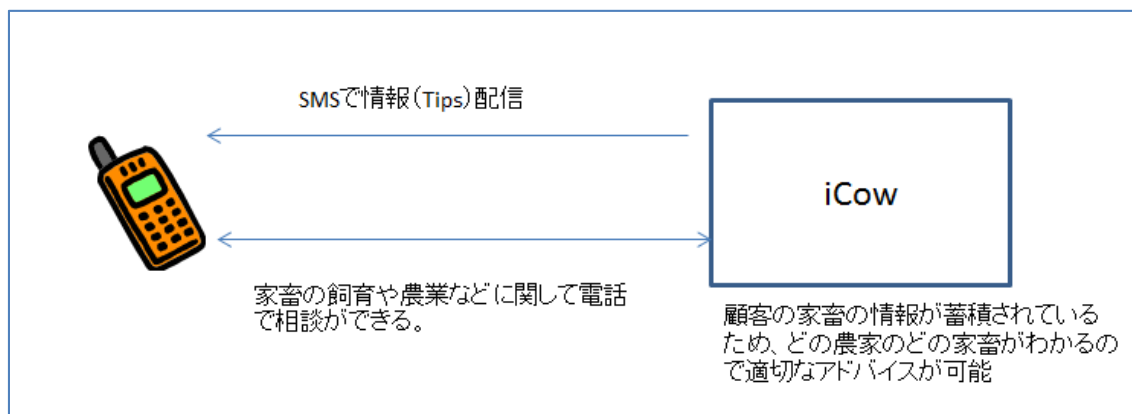 SMSで情報（Tips）配信
iCow
家畜の飼育や農業などに関して電話
で相談ができる。
顧客の家畜の情報が蓄積されている
ため、どの農家のどの家畜がわかるの
で適切なアドバイスが可能